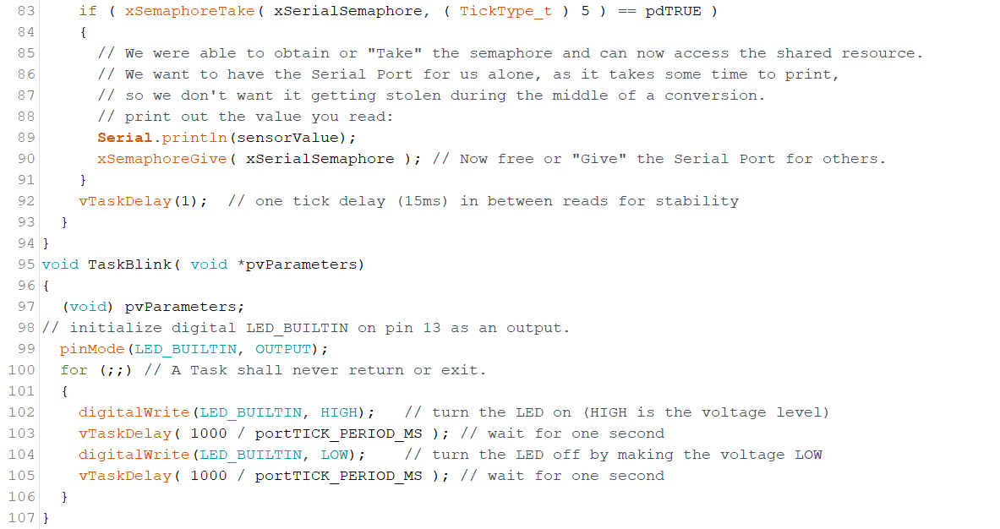 83 if ( xSemaphoreTake( xSerialSemaphore, ( TickType_t ) 5 ) == pdTRUE )
84 {
85 // We were able to obtain or "Take" the semaphore and can now access the shared resource.
86 // We want to have the Serial Port for us alone, as it takes some time to print,
87 // so we don't want it getting stolen during the middle of a conversion.
88 // print out the value you read:
89 Serial.println(sensorValue);
90 xSemaphoreGive( xSerialSemaphore ); // Now free or "Give" the Serial Port for others.
91 }
92 vTaskDelay(1);  // one tick delay (15ms) in between reads for stability
93 }
94 }
95 void TaskBlink( void *pvParameters)
96 {
97 (void) pvParameters;
98 // initialize digital LED_BUILTIN on pin 13 as an output.
99 pinMode(LED_BUILTIN, OUTPUT);
100 for (;;) // A Task shall never return or exit.
101 {
102 digitalWrite(LED_BUILTIN, HIGH);   // turn the LED on (HIGH is the voltage level)
103 vTaskDelay( 1000 / portTICK_PERIOD_MS ); // wait for one second
104 digitalWrite(LED_BUILTIN, LOW);    // turn the LED off by making the voltage LOW
105 vTaskDelay( 1000 / portTICK_PERIOD_MS ); // wait for one second
106 }
107 }